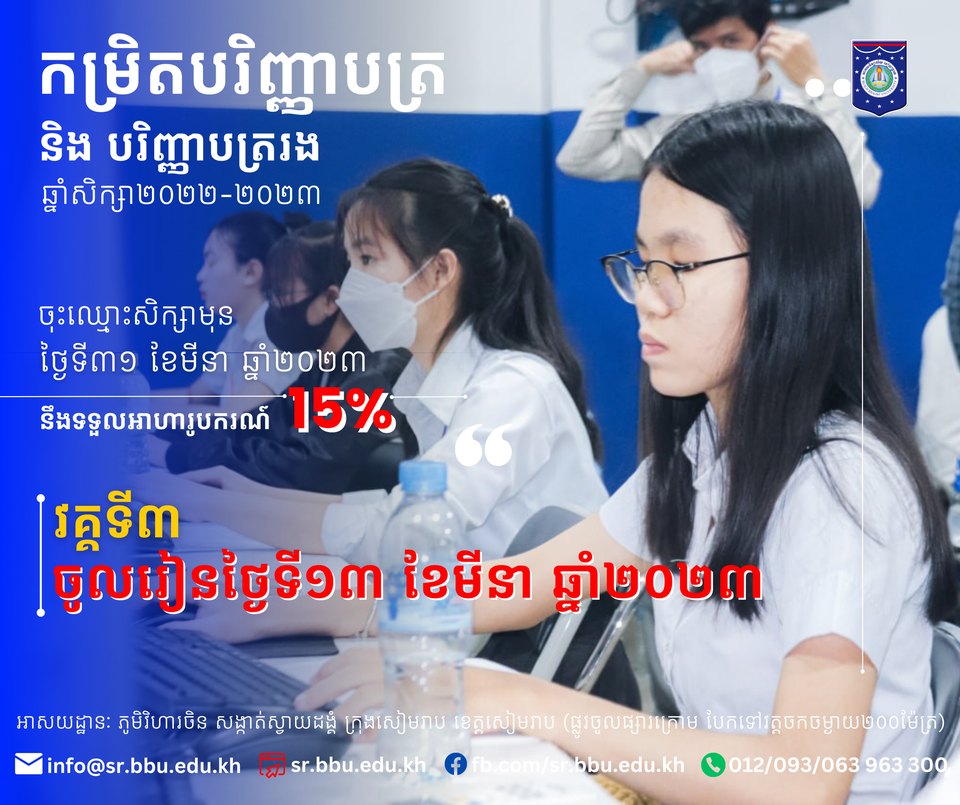 កម្រិតបរិញ្ញាបត្រ
និង បរិញ្ញាបត្ររង
ឆ្នាំសិក្សា២០២២-២០២៣
ចុះឈ្មោះសិក្សាមុន
ថ្ងៃទី៣១ ខែមីនា ឆ្នាំ២០២៣
នឹងទទួលអាហារូបករណ៍ 15%
វគ្គទី៣
ចូលរៀនថ្ងៃទី១៣ ខែមីនា ឆ្នាំ២០២៣
អាសយដ្ឋានៈ ភូមិវិហារចិន សង្កាត់ស្វាយដង្គំ ក្រុងសៀមរាប ខេត្តសៀមរាប (ផ្លូវចូលផ្សារក្រោម បែកទៅវត្តចកចម្ងាយ២០០ម៉ែត្រ)
info@sr.bbu.edu.kh sr.bbu.edu.kh fb.com/sr.bbu.edu.kh 012/093/063 963 300